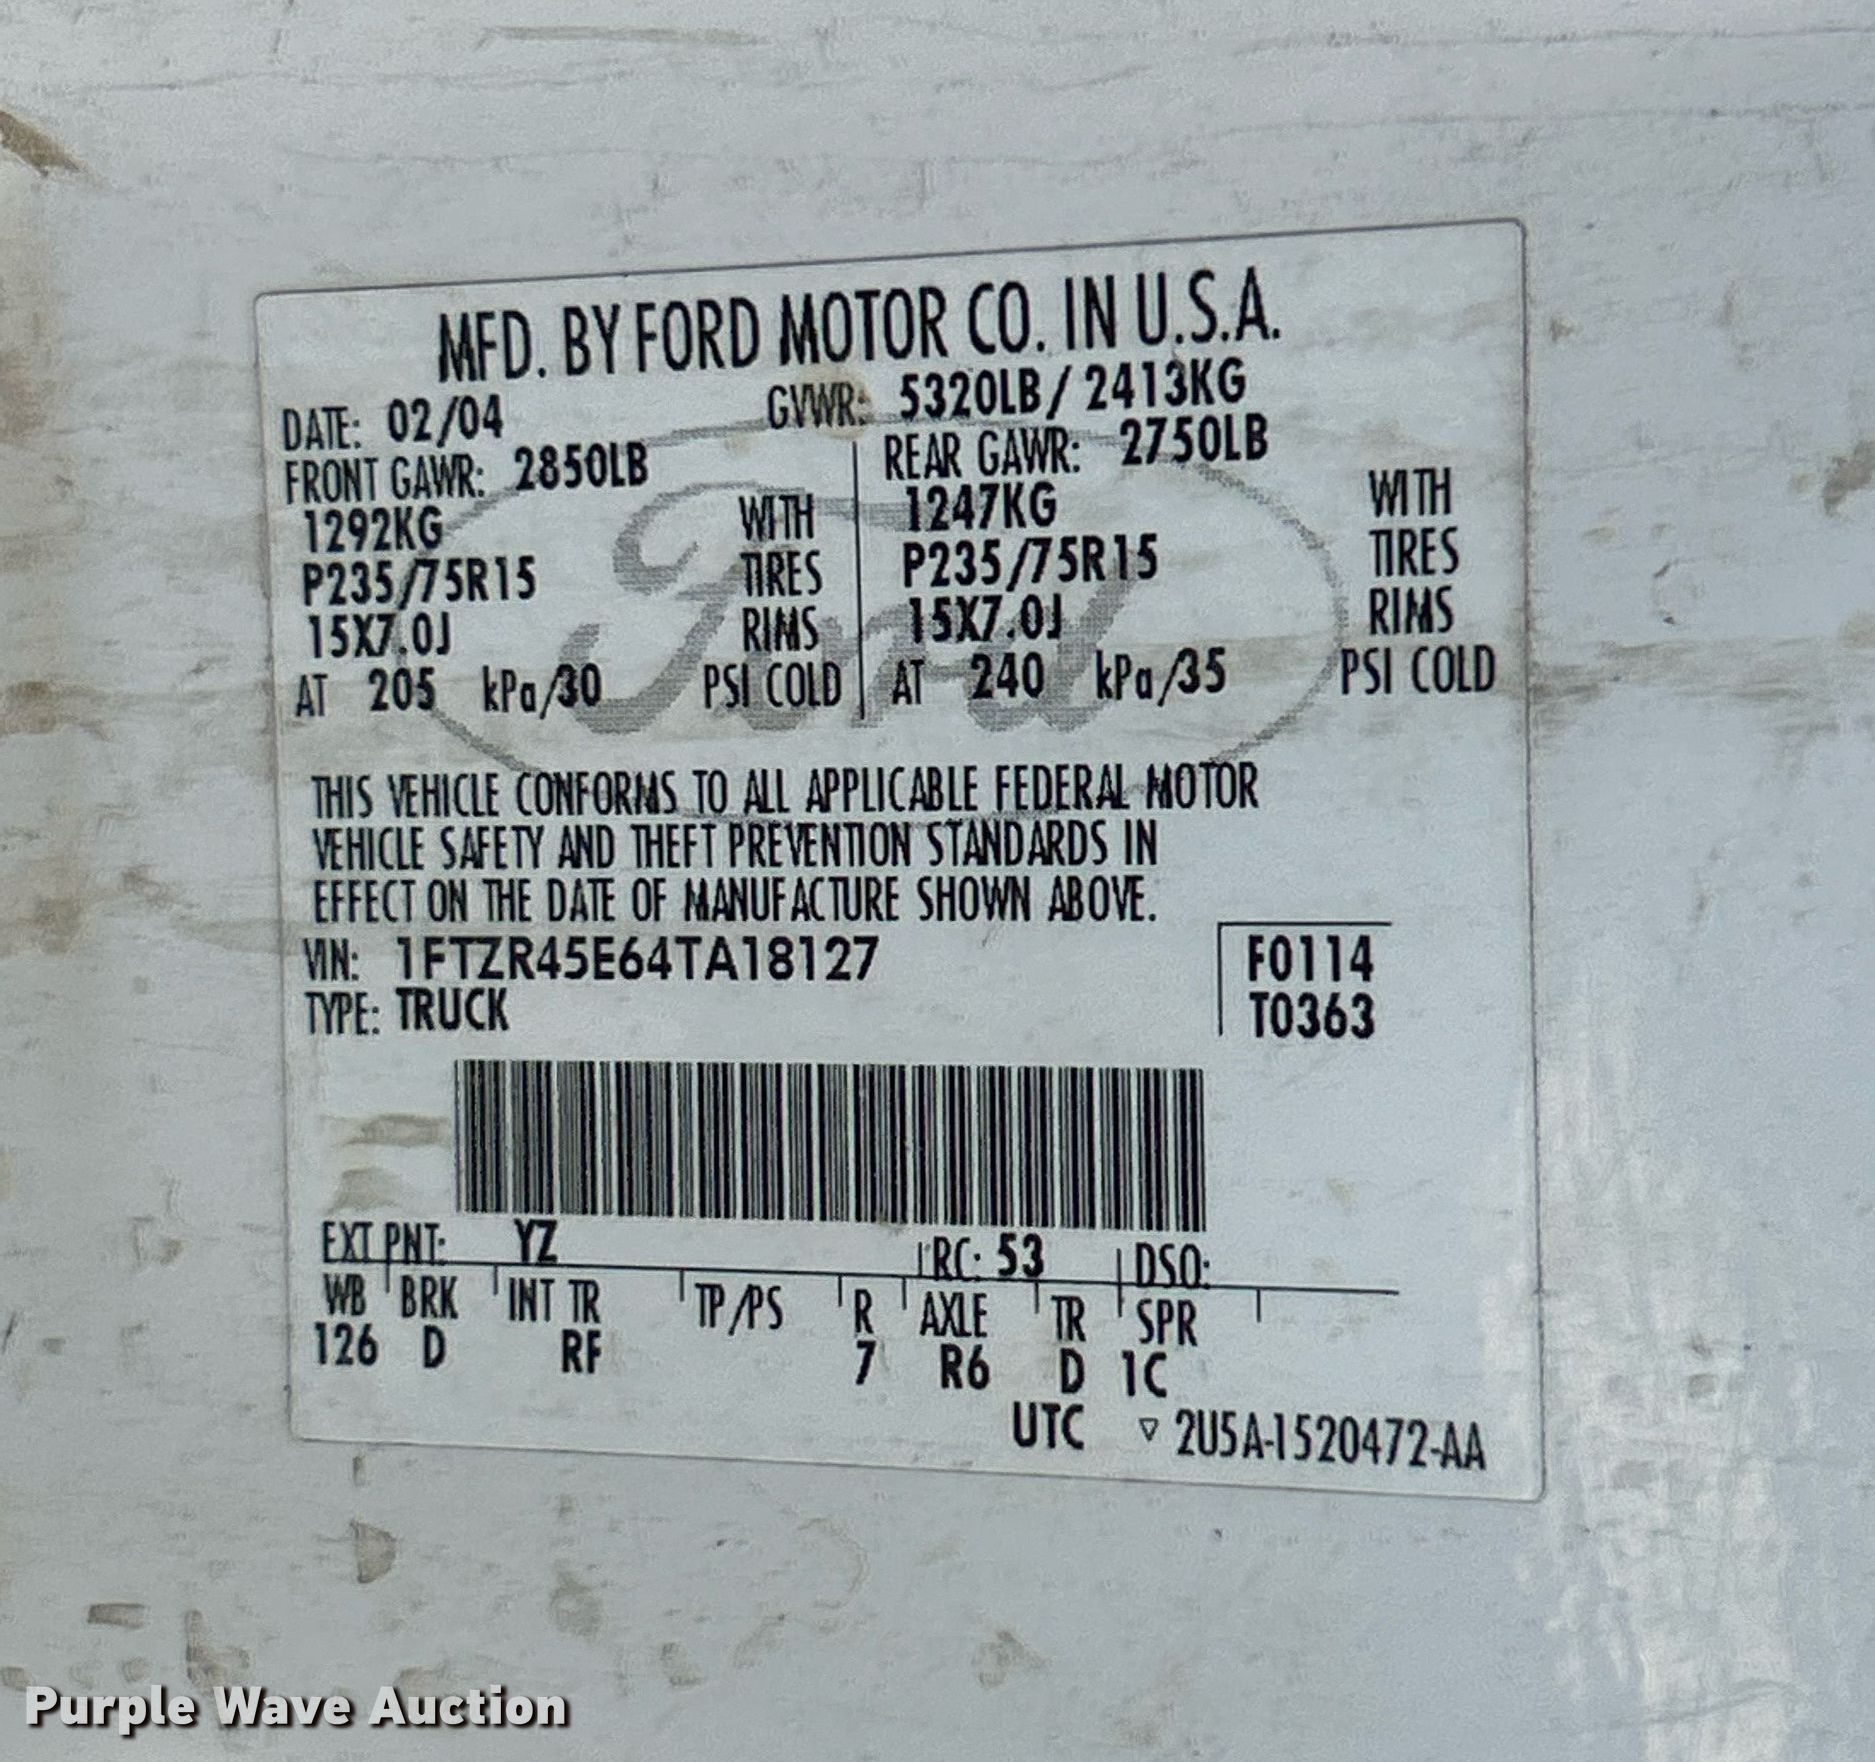 MFD. BY FORD MOTOR CO. IN U.S.A.
DATE: 02/04 GVWR: 5320LB/ 2413KG
FRONT GAWR: 2850LB REAR GAWR: 2750LB
1292KG WITH 1247KG WITH
P235/75R15 TIRES P235/75R15 TIRES
15X7.0J RIMS 15X7.0J RIMS
AT 205 kPa/30 PSI COLD AT 240 kPa/35 PSI COLD
Ford
THIS VEHICLE CONFORMS TO ALL APPLICABLE FEDERAL MOTOR
VEHICLE SAFETY AND THEFT PREVENTION STANDARDS IN
EFFECT ON THE DATE OF MANUFACTURE SHOWN ABOVE.
VIN: 1FTZR45E64TA18127 F0114
TYPE: TRUCK T0363
EXT PNT: YZ RC: 53 DSO:
WB BRK INT TR TP/PS R AXLE TR SPR
126 D RF 7 R6 D 1C
UTC ▽ 2U5A-1520472-AA
Purple Wave Auction